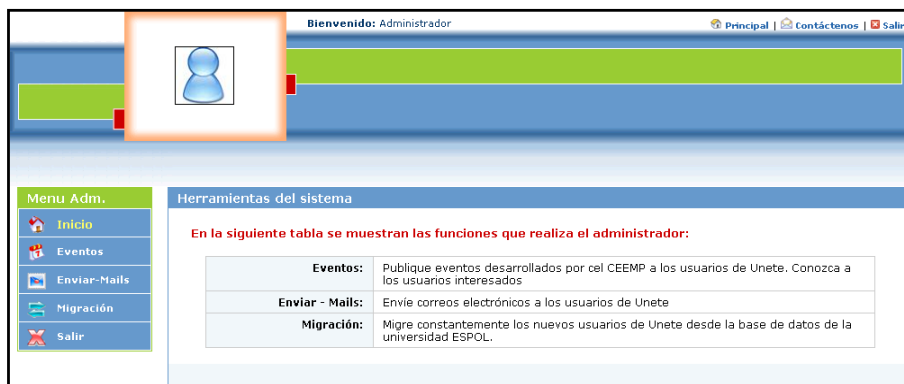 Bienvenido: Administrador
Principal | Contáctenos | Salir
Menu Adm.
Inicio
Eventos
Enviar-Mails
Migración
Salir
Herramientas del sistema
En la siguiente tabla se muestran las funciones que realiza el administrador:
Eventos: Publique eventos desarrollados por cel CEEMP a los usuarios de Unete. Conozca a
los usuarios interesados
Enviar - Mails: Envíe correos electrónicos a los usuarios de Unete
Migración: Migre constantemente los nuevos usuarios de Unete desde la base de datos de la
universidad ESPOL.